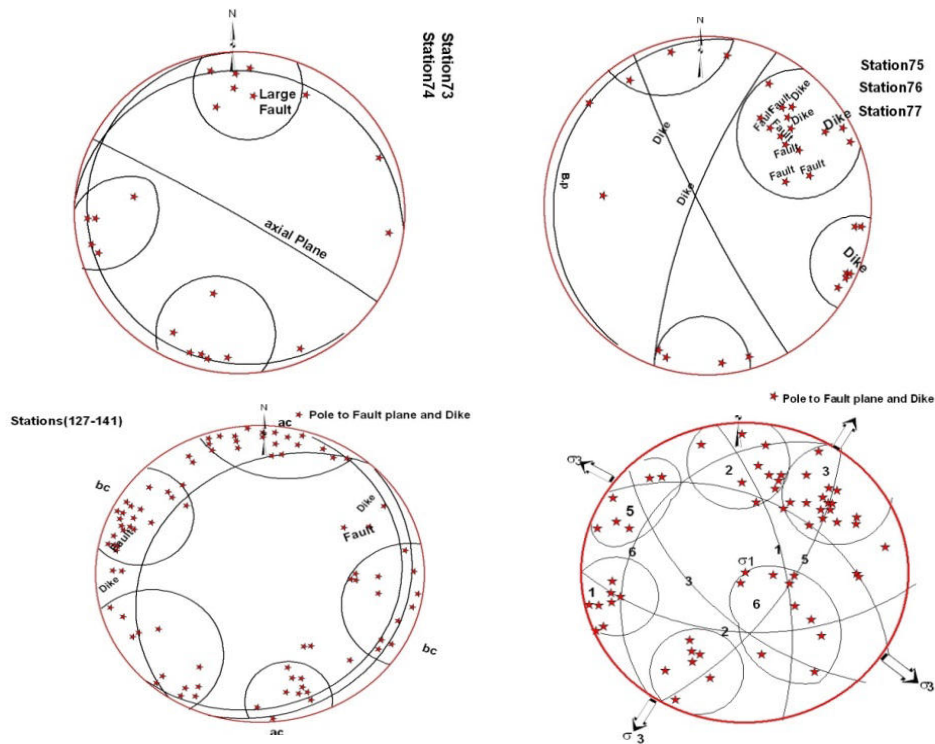 N
Large
Fault
axial Plane
Station73
Station74
N
Station75
Station76
Station77
Dike
Dike
B.p
Fault
Fault
Dike
Dike
Dike
Fault
Fault
Fault
Fault
Dike
Stations(127-141)
N
Pole to Fault plane and Dike
ac
bc
Dike
Fault
Fault
Dike
bc
ac
Pole to Fault plane and Dike
N
σ3
2
3
5
6
1
5
σ1
3
1
6
2
σ3
σ3